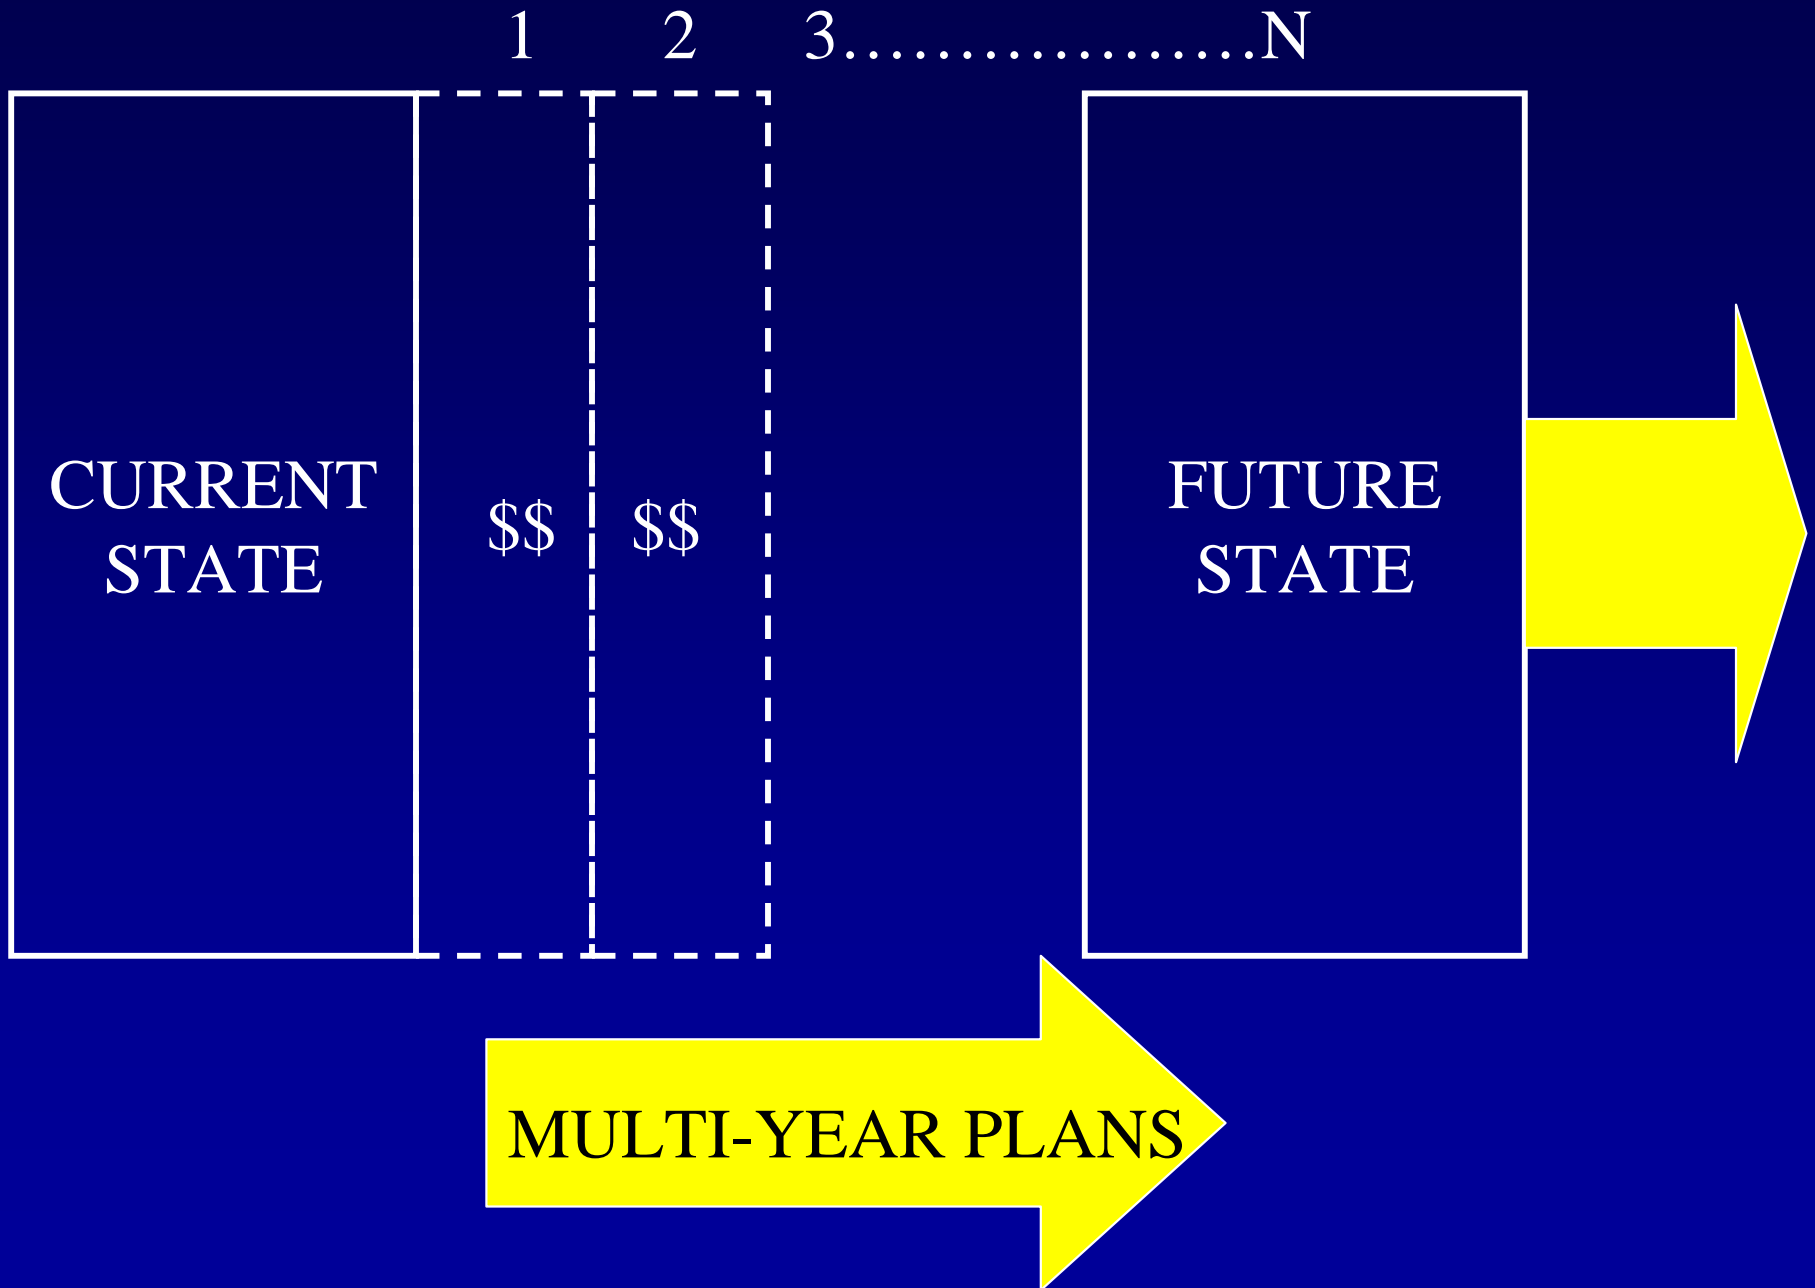 1 2 3..................N
CURRENT
STATE
$$ $$
FUTURE
STATE
MULTI-YEAR PLANS